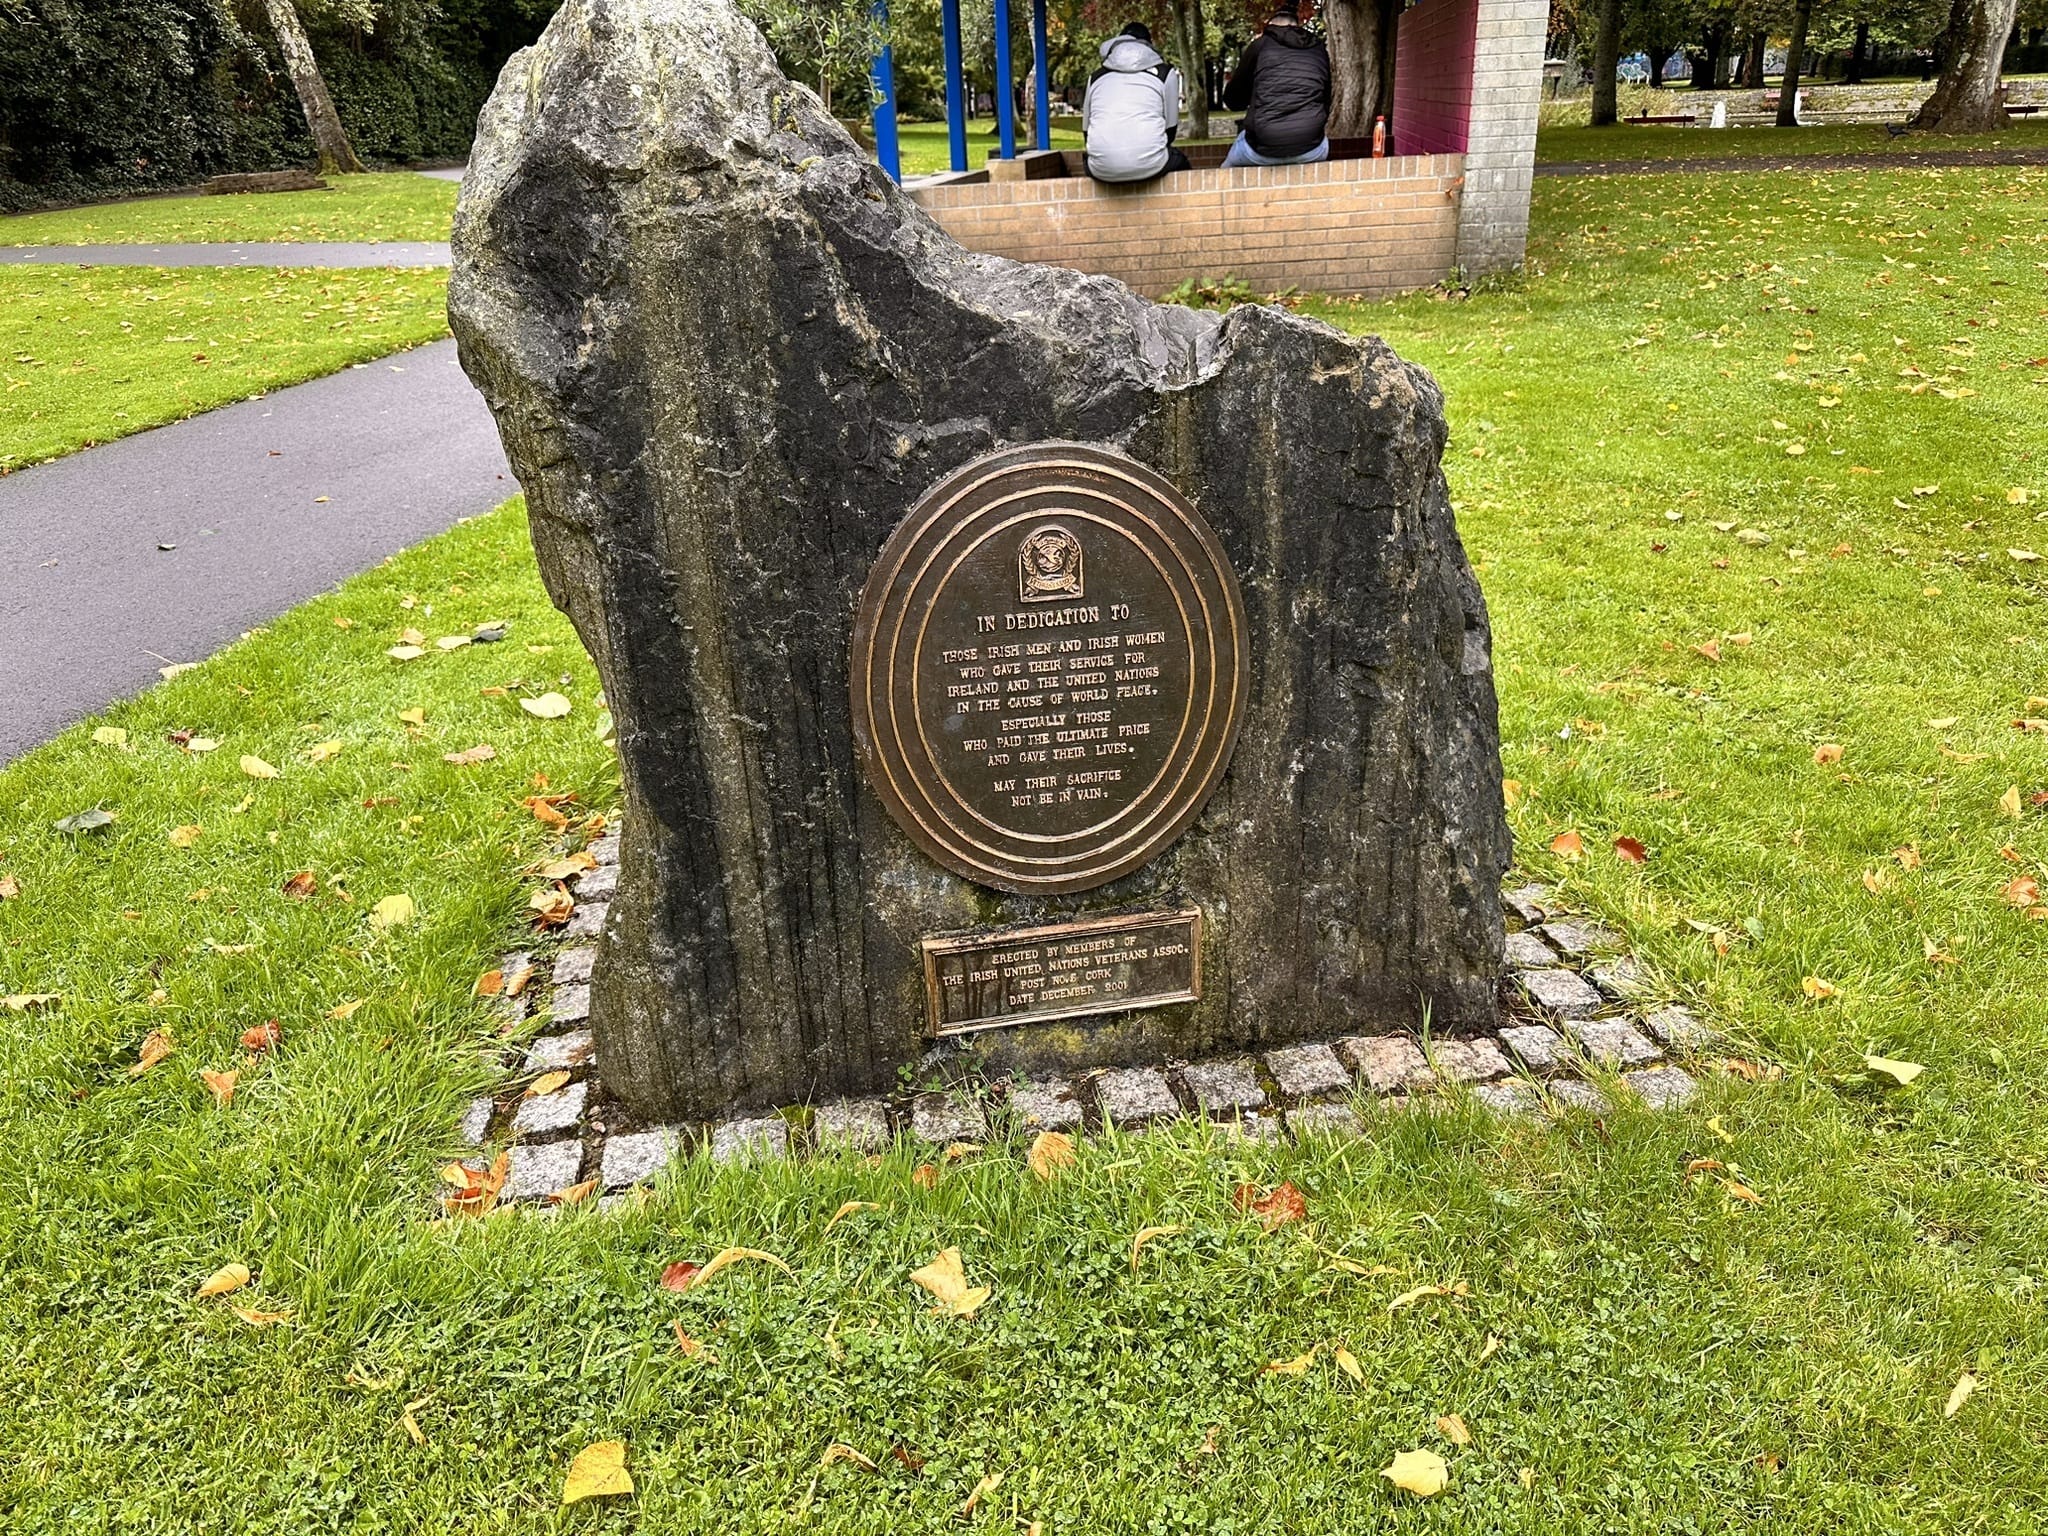 IN DEDICATION TO
THOSE IRISH MEN AND IRISH WOMEN
WHO GAVE THEIR SERVICE FOR
IRELAND AND THE UNITED NATIONS
IN THE CAUSE OF WORLD PEACE.
ESPECIALLY THOSE
WHO PAID THE ULTIMATE PRICE
AND GAVE THEIR LIVES.
MAY THEIR SACRIFICE
NOT BE IN VAIN.
ERECTED BY MEMBERS OF
THE IRISH UNITED NATIONS VETERANS ASSOC.
POST NO.5 CORK
DATE DECEMBER 2001